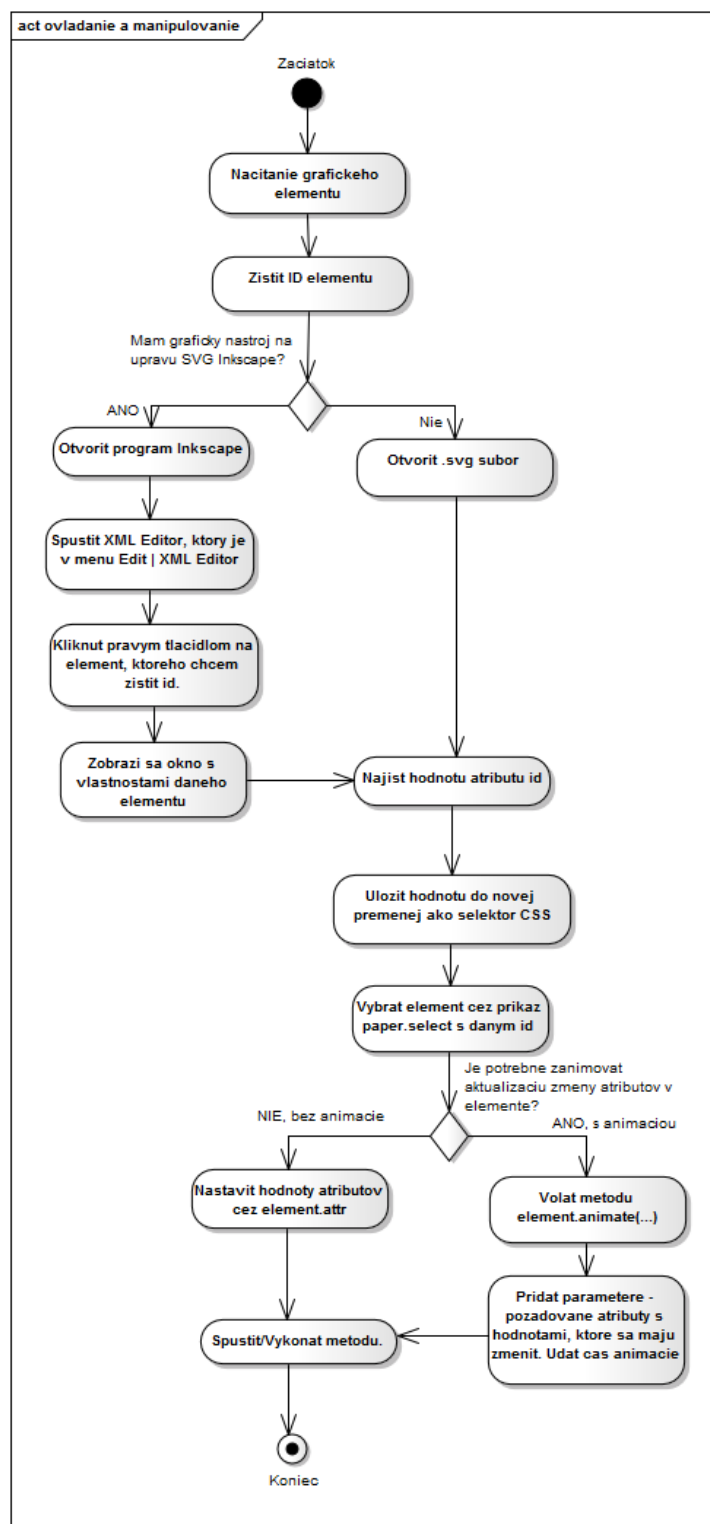 act ovladanie a manipulovanie
Zaciatok
Nacitanie grafickeho
elementu
Zistit ID elementu
Mam graficky nastroj na
upravu SVG Inkscape?
ANO
Nie
Otvorit program Inkscape
Otvorit .svg subor
Spustit XML Editor, ktory je
v menu Edit | XML Editor
Kliknut pravym tlacidlom na
element, ktoreho chcem
zistit id.
Zobrazi sa okno s
vlastnostami daneho
elementu
Najist hodnotu atributu id
Ulozit hodnotu do novej
premenej ako selektor CSS
Vybrat element cez prikaz
paper.select s danym id
Je potrebne zanimovat
aktualizaciu zmeny atributov v
elemente?
NIE, bez animacie
ANO, s animaciou
Nastavit hodnoty atributov
cez element.attr
Volat metodu
element.animate(...)
Pridat parametere -
pozadovane atributy s
hodnotami, ktore sa maju
zmenit. Udat cas animacie
Spustit/Vykonat metodu.
Koniec